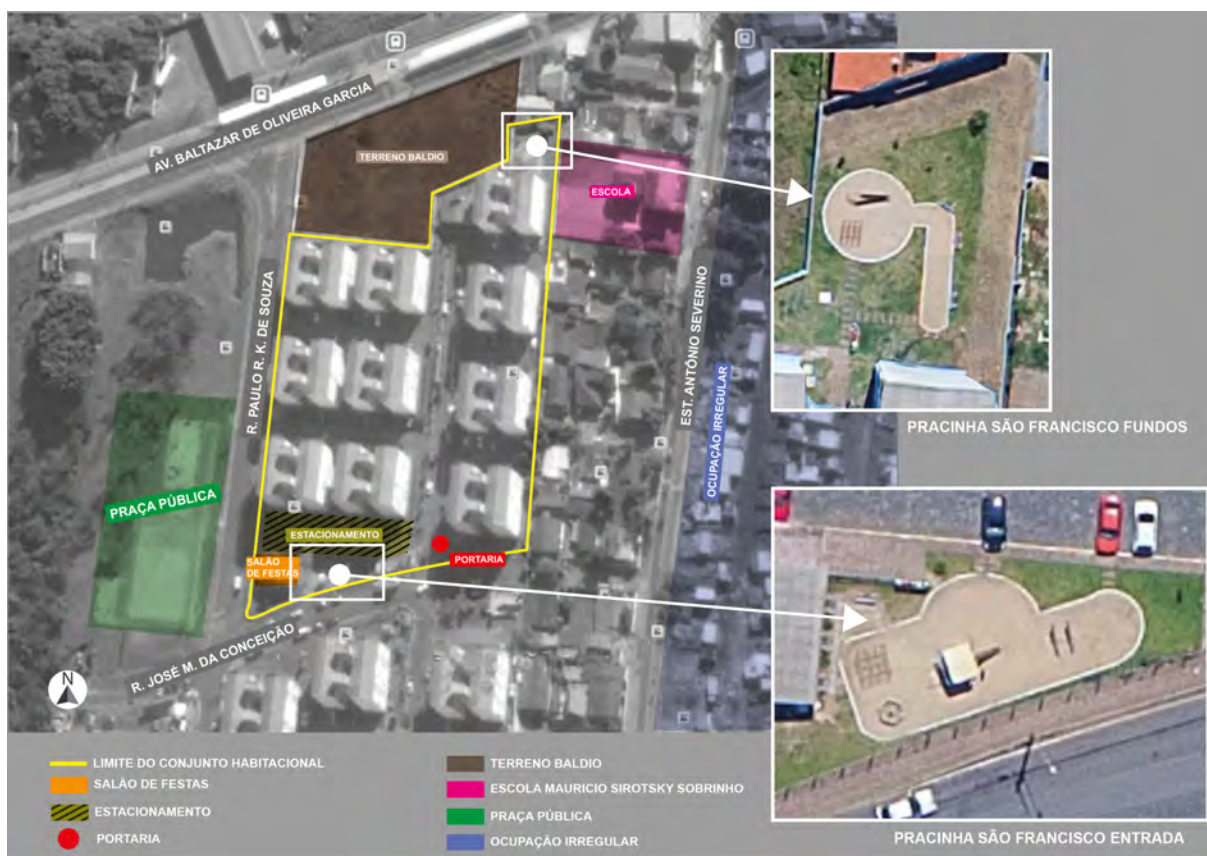 AV. BALTAZAR DE OLIVEIRA GARCIA
TERRENO BALDIO
ESCOLA
R. PAULO R. K. DE SOUZA
EST. ANTÔNIO SEVERINO
OCUPAÇÃO IRREGULAR
PRAÇA PÚBLICA
ESTACIONAMENTO
SALÃO
DE FESTAS
PORTARIA
R. JOSÉ M. DA CONCEIÇÃO
N
PRACINHA SÃO FRANCISCO FUNDOS
PRACINHA SÃO FRANCISCO ENTRADA
LIMITE DO CONJUNTO HABITACIONAL
SALÃO DE FESTAS
ESTACIONAMENTO
PORTARIA
TERRENO BALDIO
ESCOLA MAURICIO SIROTSKY SOBRINHO
PRAÇA PÚBLICA
OCUPAÇÃO IRREGULAR